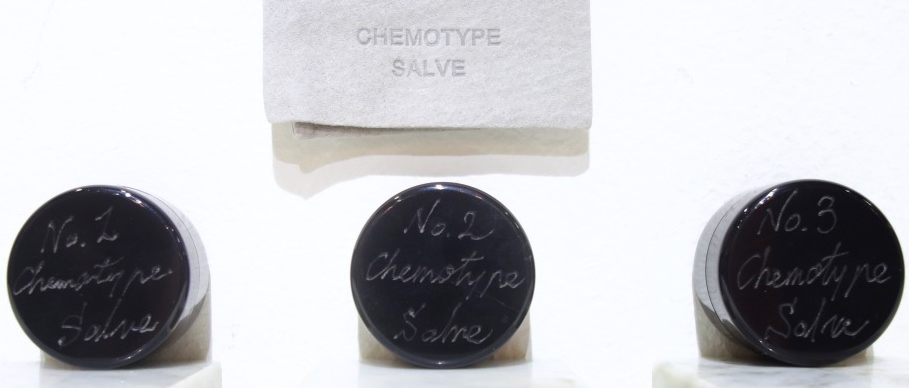 CHEMOTYPE
SALVE
No. 1
Chemotype
Salve
No. 2
Chemotype
Salve
No. 3
Chemotype
Salve